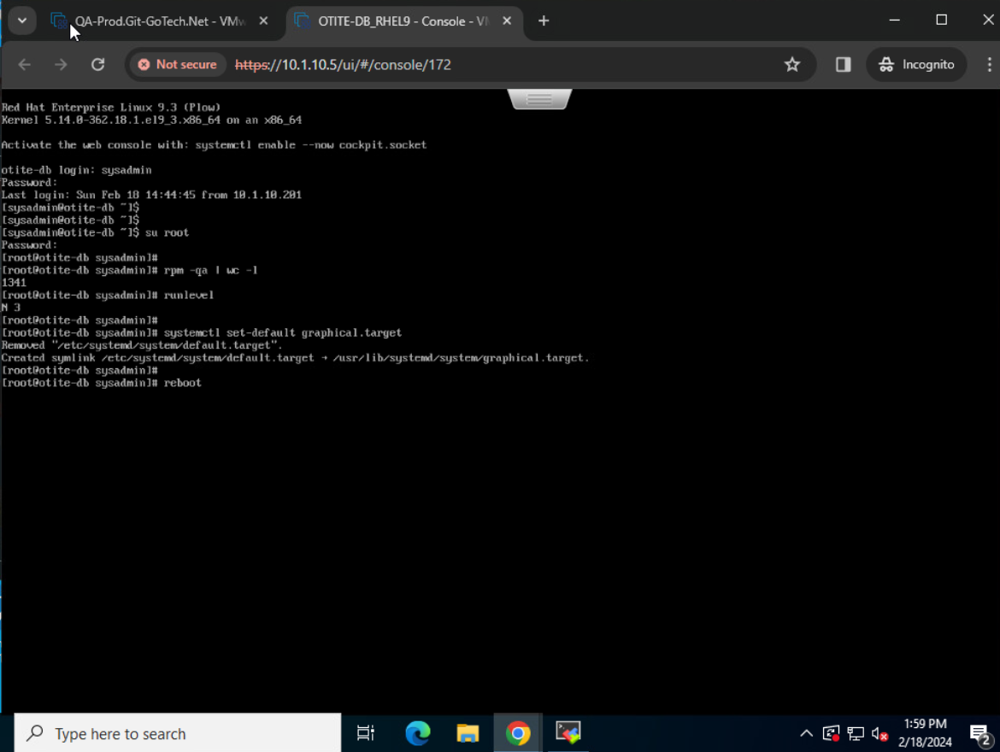 QA-Prod.Git-GoTech.Net - VMw
OTITE-DB_RHEL9 - Console - VM
Not secure
https://10.1.10.5/ui/#/console/172
Incognito
Red Hat Enterprise Linux 9.3 (Plow)
Kernel 5.14.0-362.18.1.el9_3.x86_64 on an x86_64
Activate the web console with: systemctl enable --now cockpit.socket
otite-db login: sysadmin
Password:
Last login: Sun Feb 18 14:44:45 from 10.1.10.201
[sysadmin@otite-db ~]$
[sysadmin@otite-db ~]$
[sysadmin@otite-db ~]$ su root
Password:
[root@otite-db sysadmin]#
[root@otite-db sysadmin]# rpm -qa | wc -l
1341
[root@otite-db sysadmin]# runlevel
N 3
[root@otite-db sysadmin]#
[root@otite-db sysadmin]# systemctl set-default graphical.target
Removed "/etc/systemd/system/default.target".
Created symlink /etc/systemd/system/default.target → /usr/lib/systemd/system/graphical.target.
[root@otite-db sysadmin]#
[root@otite-db sysadmin]# reboot
Type here to search
1:59 PM
2/18/2024
2